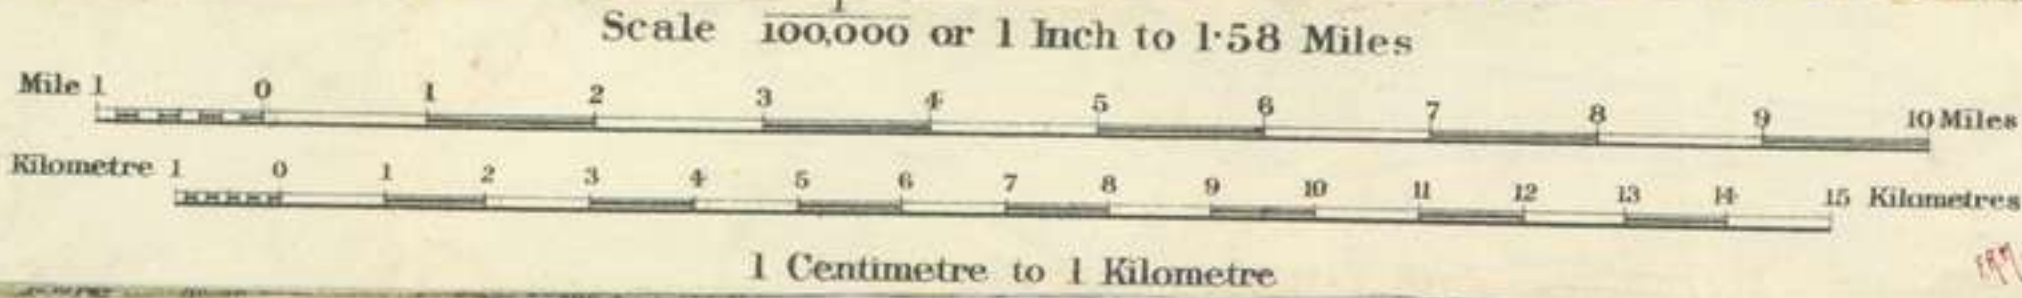 Scale 1/100,000 or 1 Inch to 1·58 Miles
Mile 1 0 1 2 3 4 5 6 7 8 9 10 Miles
Kilometre 1 0 1 2 3 4 5 6 7 8 9 10 11 12 13 14 15 Kilometres
1 Centimetre to 1 Kilometre